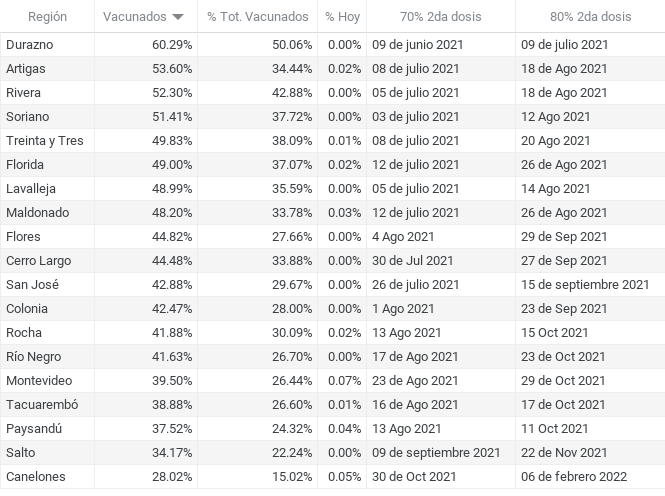 Región Vacunados % Tot. Vacunados % Hoy 70% 2da dosis 80% 2da dosis
Durazno 60.29% 50.06% 0.00% 09 de junio 2021 09 de julio 2021
Artigas 53.60% 34.44% 0.02% 08 de julio 2021 18 de Ago 2021
Rivera 52.30% 42.88% 0.00% 05 de julio 2021 18 de Ago 2021
Soriano 51.41% 37.72% 0.00% 03 de julio 2021 12 Ago 2021
Treinta y Tres 49.83% 38.09% 0.01% 08 de julio 2021 20 Ago 2021
Florida 49.00% 37.07% 0.02% 12 de julio 2021 26 de Ago 2021
Lavalleja 48.99% 35.59% 0.00% 05 de julio 2021 14 Ago 2021
Maldonado 48.20% 33.78% 0.03% 12 de julio 2021 26 de Ago 2021
Flores 44.82% 27.66% 0.00% 4 Ago 2021 29 de Sep 2021
Cerro Largo 44.48% 33.88% 0.00% 30 de Jul 2021 27 de Sep 2021
San José 42.88% 29.67% 0.00% 26 de julio 2021 15 de septiembre 2021
Colonia 42.47% 28.00% 0.00% 1 Ago 2021 23 de Sep 2021
Rocha 41.88% 30.09% 0.02% 13 Ago 2021 15 Oct 2021
Río Negro 41.63% 26.70% 0.00% 17 de Ago 2021 23 de Oct 2021
Montevideo 39.50% 26.44% 0.07% 23 de Ago 2021 29 de Oct 2021
Tacuarembó 38.88% 26.60% 0.01% 16 de Ago 2021 17 de Oct 2021
Paysandú 37.52% 24.32% 0.04% 13 Ago 2021 11 Oct 2021
Salto 34.17% 22.24% 0.00% 09 de septiembre 2021 22 de Nov 2021
Canelones 28.02% 15.02% 0.05% 30 de Oct 2021 06 de febrero 2022